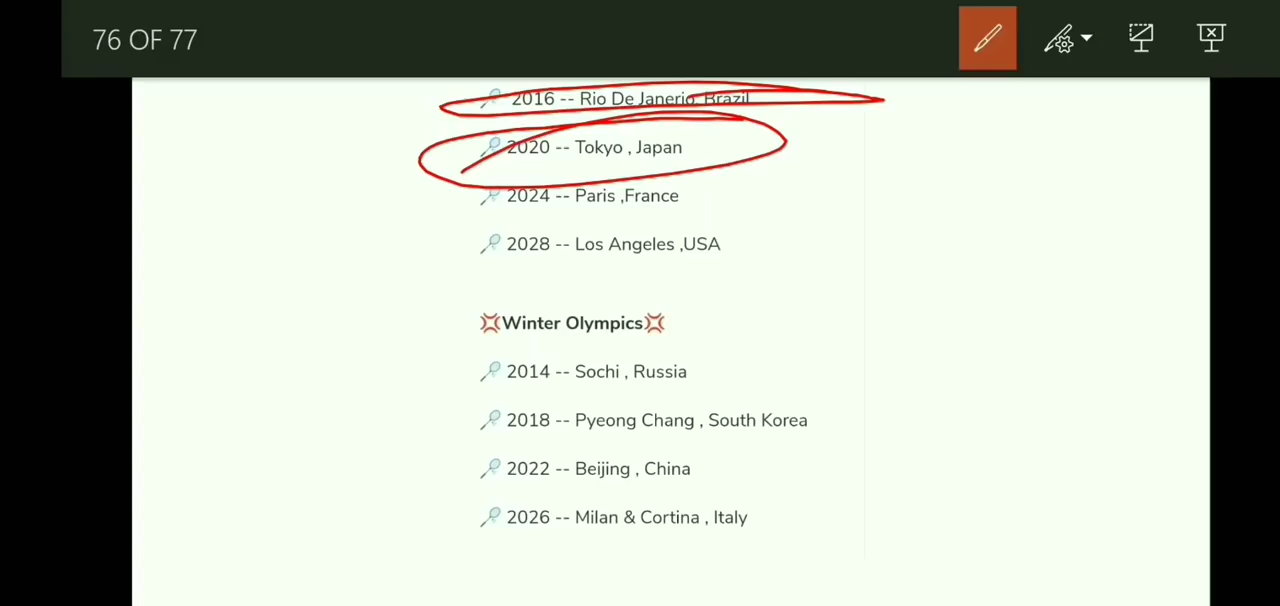 76 OF 77
2016 -- Rio De Janerio, Brazil
2020 -- Tokyo , Japan
2024 -- Paris ,France
2028 -- Los Angeles ,USA
💢Winter Olympics💢
2014 -- Sochi , Russia
2018 -- Pyeong Chang , South Korea
2022 -- Beijing , China
2026 -- Milan & Cortina , Italy